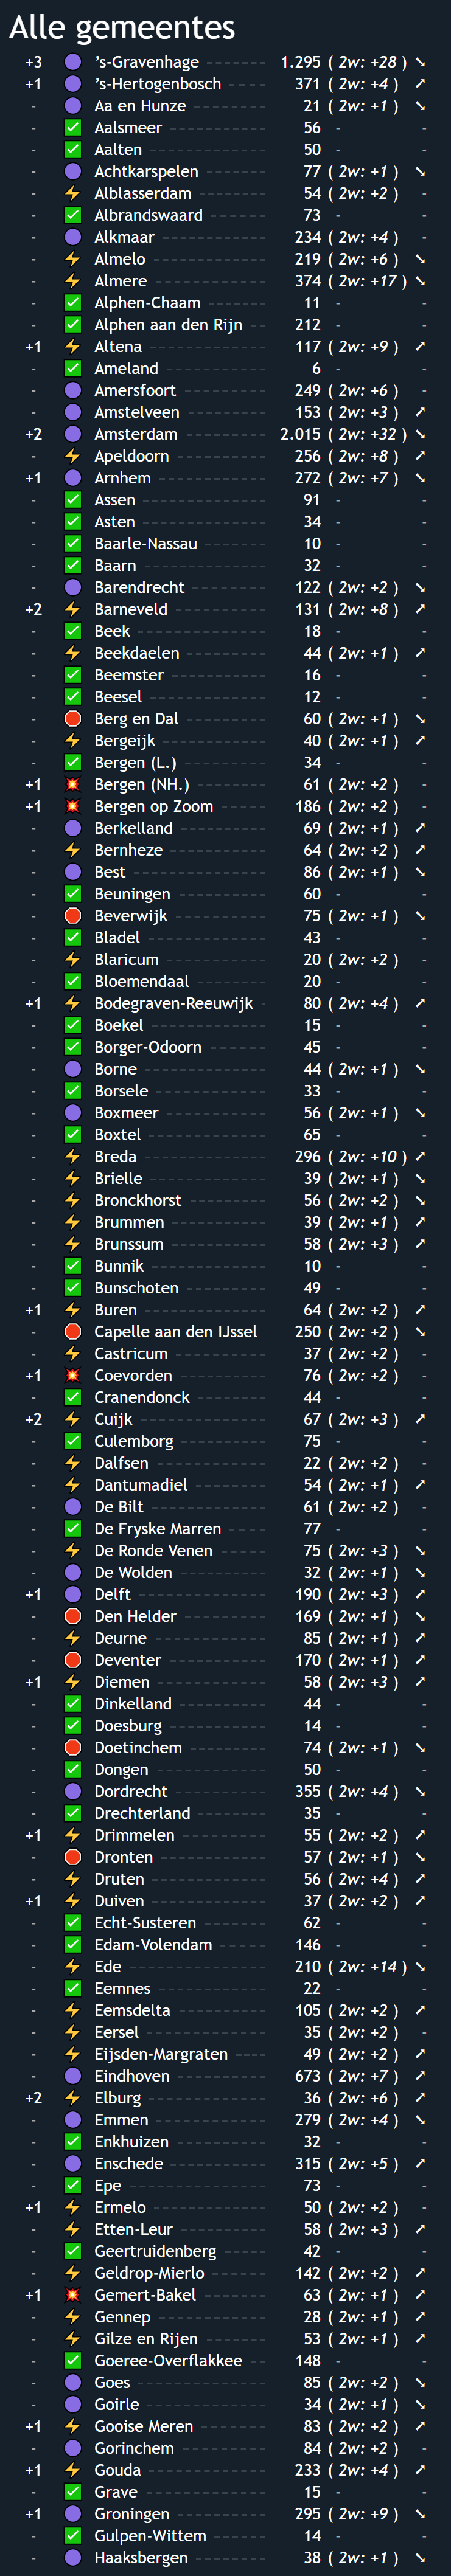 Alle gemeentes
+3 's-Gravenhage ------- 1.295 ( 2w: +28 ) ➘
+1 's-Hertogenbosch ---- 371 ( 2w: +4 ) ➚
- Aa en Hunze --------- 21 ( 2w: +1 ) ➘
- Aalsmeer ------------ 56 - -
- Aalten -------------- 50 - -
- Achtkarspelen ------- 77 ( 2w: +1 ) ➘
- Alblasserdam -------- 54 ( 2w: +2 ) -
- Albrandswaard ------- 73 - -
- Alkmaar ------------- 234 ( 2w: +4 ) -
- Almelo -------------- 219 ( 2w: +6 ) ➘
- Almere -------------- 374 ( 2w: +17 ) ➘
- Alphen-Chaam -------- 11 - -
- Alphen aan den Rijn -- 212 - -
+1 Altena -------------- 117 ( 2w: +9 ) ➚
- Ameland ------------- 6 - -
- Amersfoort ---------- 249 ( 2w: +6 ) -
- Amstelveen ---------- 153 ( 2w: +3 ) ➚
+2 Amsterdam ---------- 2.015 ( 2w: +32 ) ➘
- Apeldoorn ----------- 256 ( 2w: +8 ) ➚
+1 Arnhem ------------- 272 ( 2w: +7 ) ➘
- Assen --------------- 91 - -
- Asten --------------- 34 - -
- Baarle-Nassau ------- 10 - -
- Baarn --------------- 32 - -
- Barendrecht --------- 122 ( 2w: +2 ) ➘
+2 Barneveld ----------- 131 ( 2w: +8 ) ➚
- Beek ---------------- 18 - -
- Beekdaelen ---------- 44 ( 2w: +1 ) ➚
- Beemster ------------ 16 - -
- Beesel -------------- 12 - -
- Berg en Dal --------- 60 ( 2w: +1 ) ➘
- Bergeijk ------------ 40 ( 2w: +1 ) ➚
- Bergen (L.) --------- 34 - -
+1 Bergen (NH.) -------- 61 ( 2w: +2 ) -
+1 Bergen op Zoom ------ 186 ( 2w: +2 ) -
- Berkelland ---------- 69 ( 2w: +1 ) ➚
- Bernheze ------------ 64 ( 2w: +2 ) ➚
- Best ---------------- 86 ( 2w: +1 ) ➘
- Beuningen ----------- 60 - -
- Beverwijk ----------- 75 ( 2w: +1 ) ➘
- Bladel -------------- 43 - -
- Blaricum ------------ 20 ( 2w: +2 ) -
- Bloemendaal --------- 20 - -
+1 Bodegraven-Reeuwijk - 80 ( 2w: +4 ) ➚
- Boekel -------------- 15 - -
- Borger-Odoorn ------- 45 - -
- Borne --------------- 44 ( 2w: +1 ) ➘
- Borsele ------------- 33 - -
- Boxmeer ------------- 56 ( 2w: +1 ) ➘
- Boxtel -------------- 65 - -
- Breda --------------- 296 ( 2w: +10 ) ➚
- Brielle ------------- 39 ( 2w: +1 ) ➘
- Bronckhorst --------- 56 ( 2w: +2 ) ➘
- Brummen ------------- 39 ( 2w: +1 ) ➚
- Brunssum ------------ 58 ( 2w: +3 ) ➚
- Bunnik -------------- 10 - -
- Bunschoten ---------- 49 - -
+1 Buren --------------- 64 ( 2w: +2 ) ➚
- Capelle aan den IJssel 250 ( 2w: +2 ) ➘
- Castricum ----------- 37 ( 2w: +2 ) -
+1 Coevorden ----------- 76 ( 2w: +2 ) -
- Cranendonck --------- 44 - -
+2 Cuijk --------------- 67 ( 2w: +3 ) ➚
- Culemborg ----------- 75 - -
- Dalfsen ------------- 22 ( 2w: +2 ) -
- Dantumadiel --------- 54 ( 2w: +1 ) ➚
- De Bilt ------------- 61 ( 2w: +2 ) -
- De Fryske Marren ---- 77 - -
- De Ronde Venen ------ 75 ( 2w: +3 ) ➘
- De Wolden ----------- 32 ( 2w: +1 ) ➘
+1 Delft --------------- 190 ( 2w: +3 ) ➚
- Den Helder ---------- 169 ( 2w: +1 ) ➘
- Deurne -------------- 85 ( 2w: +1 ) ➚
- Deventer ------------ 170 ( 2w: +1 ) ➚
+1 Diemen -------------- 58 ( 2w: +3 ) ➚
- Dinkelland ---------- 44 - -
- Doesburg ------------ 14 - -
- Doetinchem ---------- 74 ( 2w: +1 ) ➘
- Dongen -------------- 50 - -
- Dordrecht ----------- 355 ( 2w: +4 ) ➘
- Drechterland -------- 35 - -
+1 Drimmelen ----------- 55 ( 2w: +2 ) ➚
- Dronten ------------- 57 ( 2w: +1 ) ➘
- Druten -------------- 56 ( 2w: +4 ) ➚
+1 Duiven -------------- 37 ( 2w: +2 ) ➚
- Echt-Susteren ------- 62 - -
- Edam-Volendam ------ 146 - -
- Ede ----------------- 210 ( 2w: +14 ) ➘
- Eemnes -------------- 22 - -
- Eemsdelta ----------- 105 ( 2w: +2 ) ➚
- Eersel -------------- 35 ( 2w: +2 ) -
- Eijsden-Margraten ---- 49 ( 2w: +2 ) ➚
- Eindhoven ----------- 673 ( 2w: +7 ) ➚
+2 Elburg -------------- 36 ( 2w: +6 ) ➚
- Emmen --------------- 279 ( 2w: +4 ) ➘
- Enkhuizen ----------- 32 - -
- Enschede ------------ 315 ( 2w: +5 ) ➚
- Epe ----------------- 73 - -
+1 Ermelo -------------- 50 ( 2w: +2 ) -
- Etten-Leur ---------- 58 ( 2w: +3 ) ➚
- Geertruidenberg ------ 42 - -
- Geldrop-Mierlo ------ 142 ( 2w: +2 ) ➚
+1 Gemert-Bakel -------- 63 ( 2w: +1 ) ➚
- Gennep -------------- 28 ( 2w: +1 ) ➚
- Gilze en Rijen ------ 53 ( 2w: +1 ) ➚
- Goeree-Overflakkee -- 148 - -
- Goes ---------------- 85 ( 2w: +2 ) ➘
- Goirle -------------- 34 ( 2w: +1 ) ➘
+1 Gooise Meren -------- 83 ( 2w: +2 ) ➚
- Gorinchem ----------- 84 ( 2w: +2 ) -
+1 Gouda --------------- 233 ( 2w: +4 ) ➚
- Grave --------------- 15 - -
+1 Groningen ----------- 295 ( 2w: +9 ) ➘
- Gulpen-Wittem ------- 14 - -
- Haaksbergen --------- 38 ( 2w: +1 ) ➘